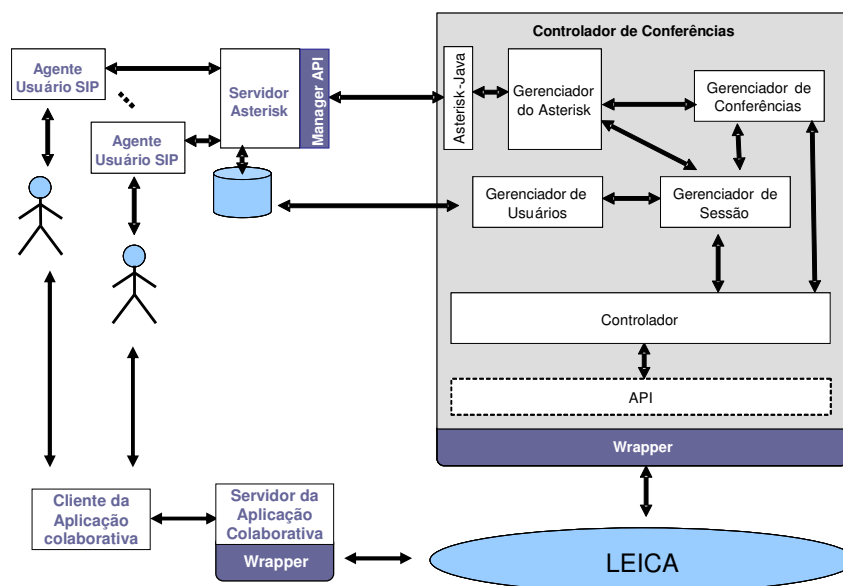 Controlador de Conferências
Agente
Usuário SIP
Agente
Usuário SIP
Servidor
Asterisk
Manager API
Asterisk-Java
Gerenciador
do Asterisk
Gerenciador de
Conferências
Gerenciador de
Usuários
Gerenciador de
Sessão
Controlador
API
Wrapper
Cliente da
Aplicação
colaborativa
Servidor da
Aplicação
Colaborativa
Wrapper
LEICA